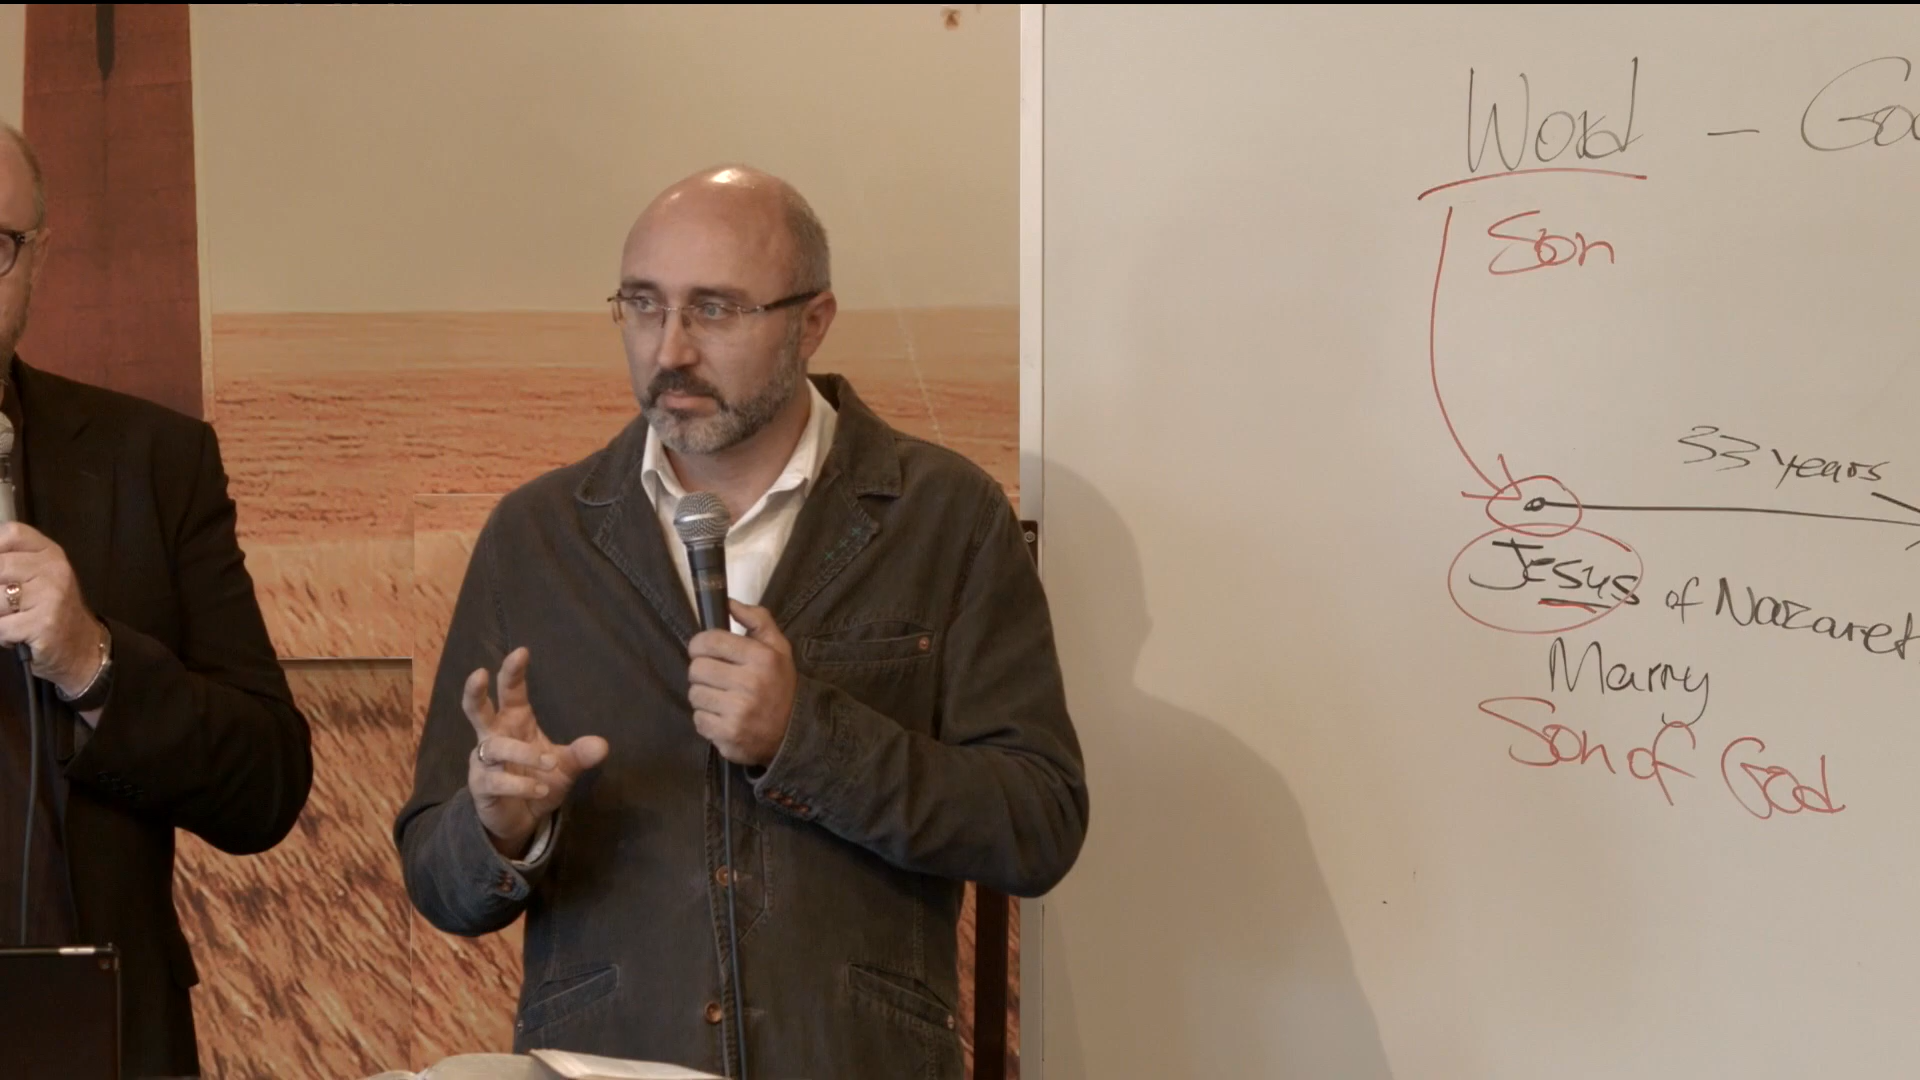 Word – Go
Son
33 years
Jesus of Nazaret
Marry
Son of God